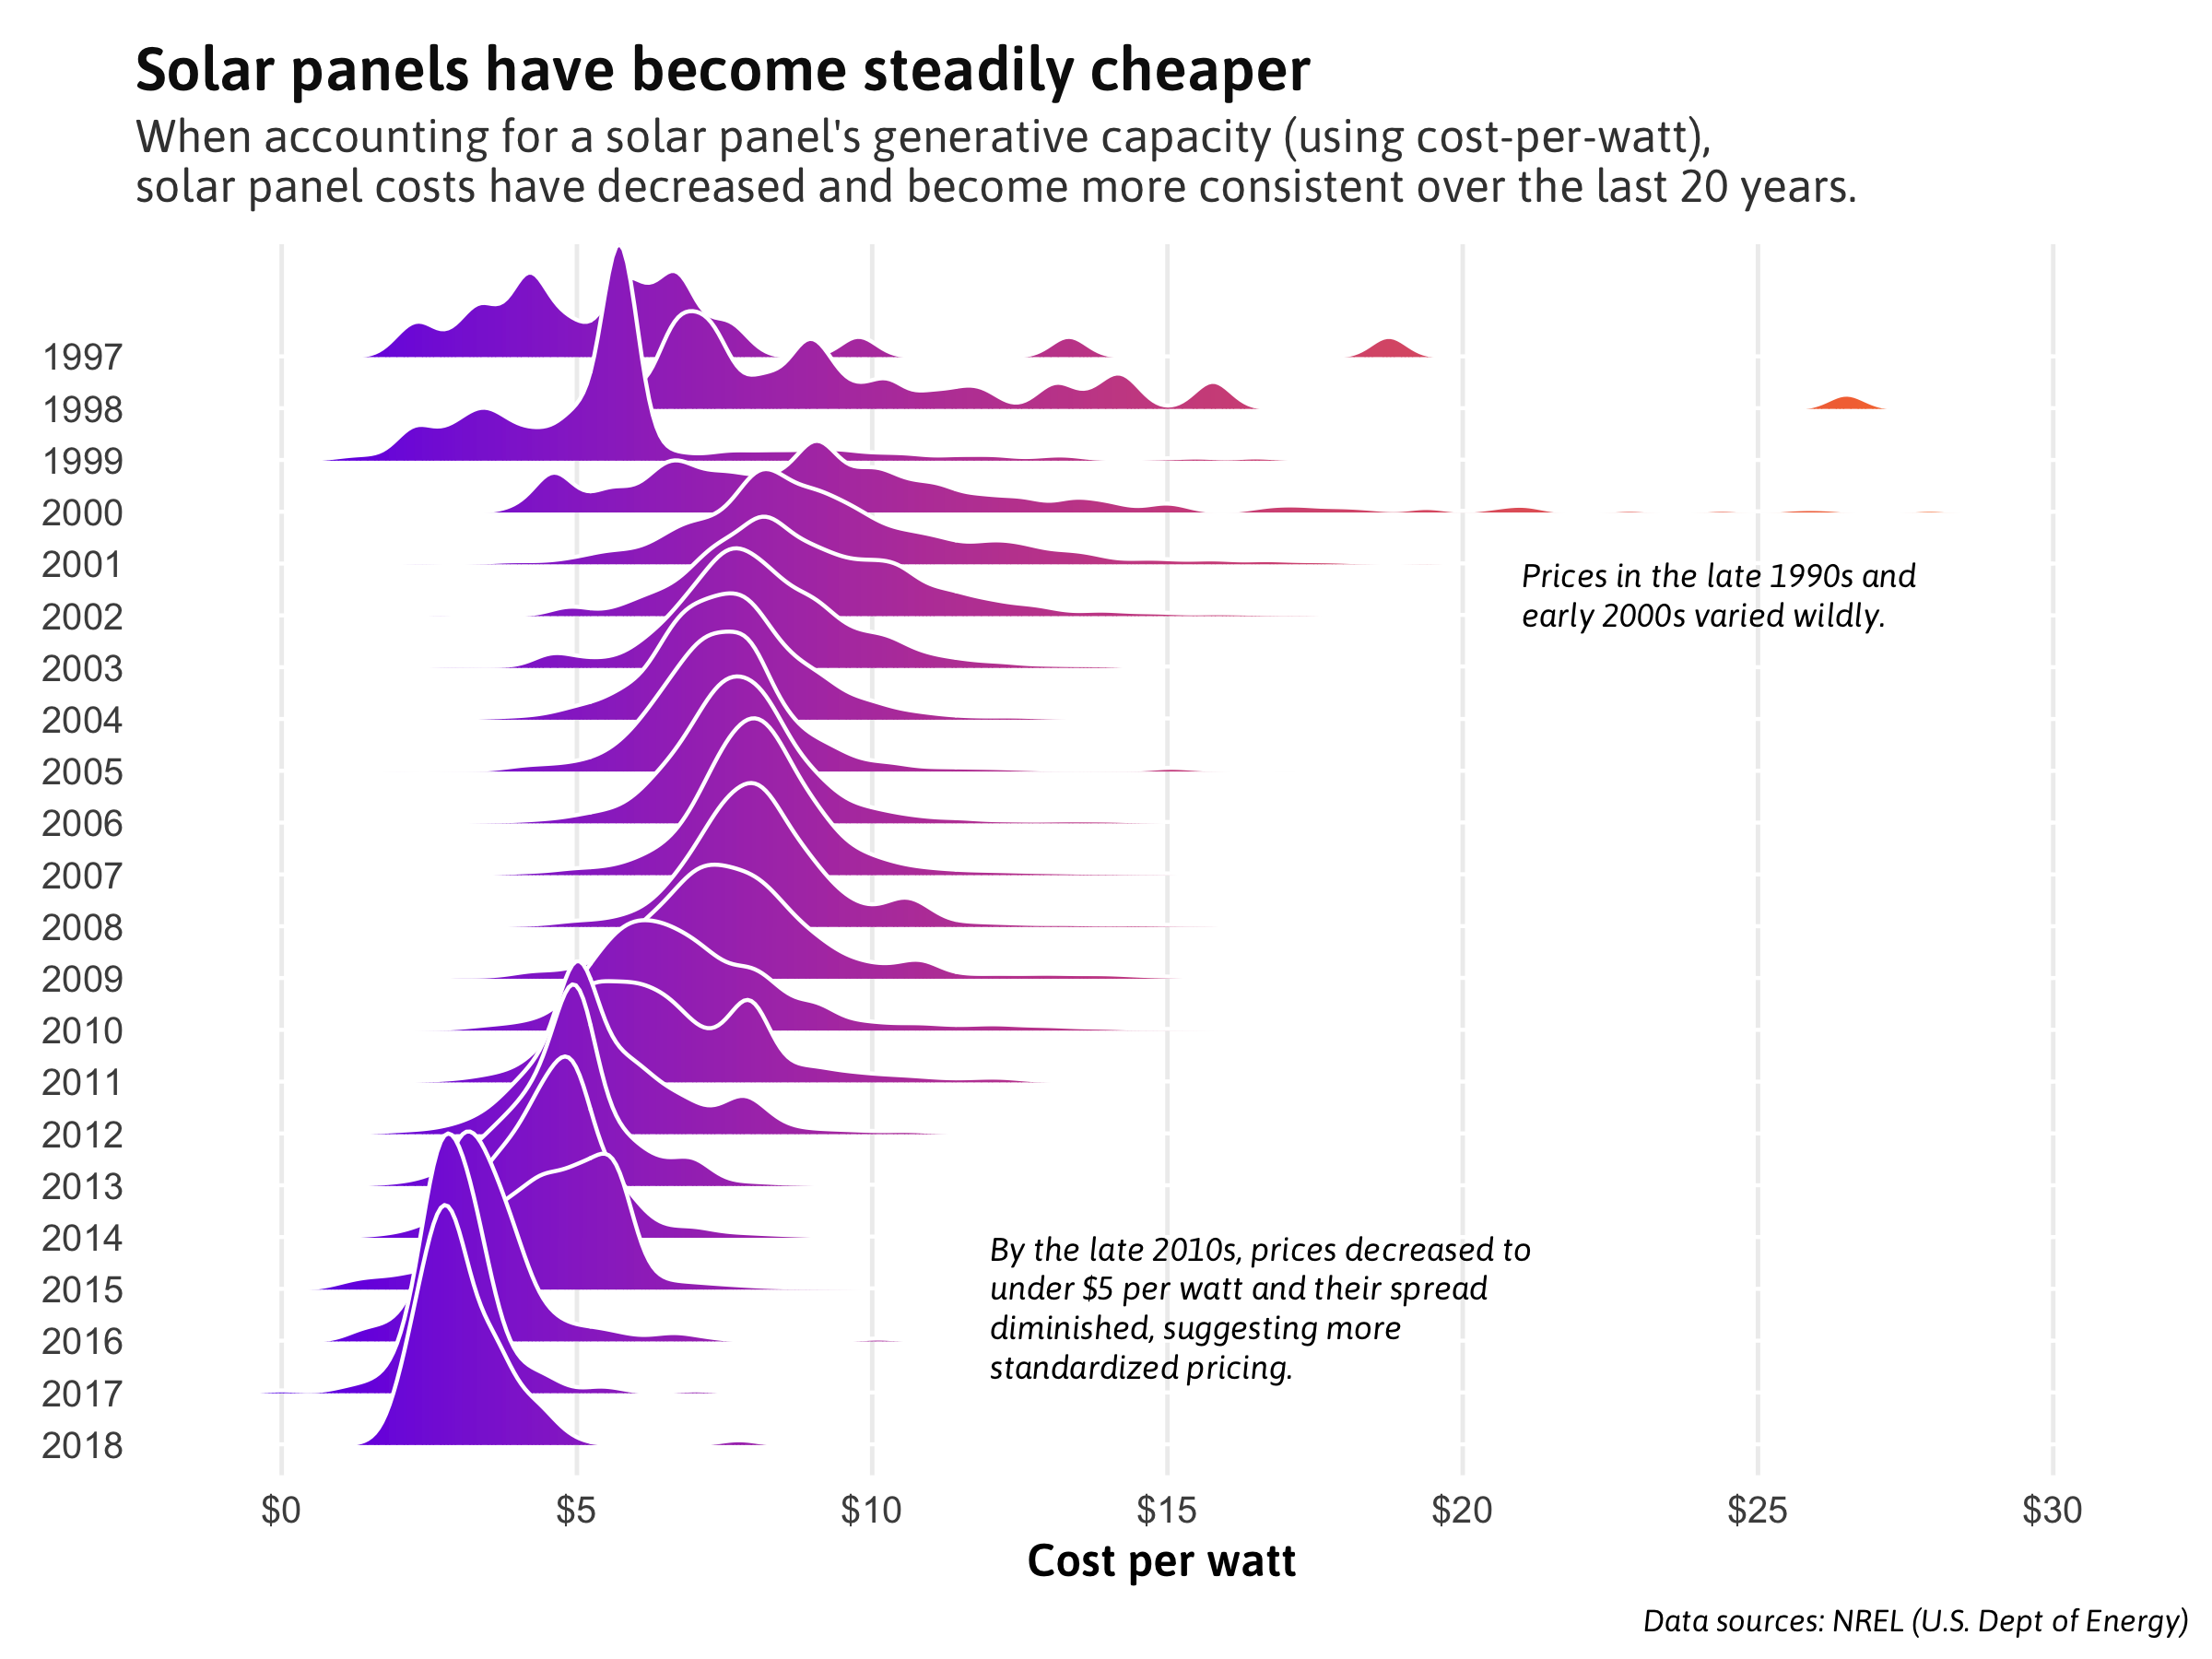 Solar panels have become steadily cheaper
When accounting for a solar panel's generative capacity (using cost-per-watt),
solar panel costs have decreased and become more consistent over the last 20 years.
1997
1998
1999
2000
2001
Prices in the late 1990s and
early 2000s varied wildly.
2002
2003
2004
2005
2006
2007
2008
2009
2010
2011
2012
2013
2014
By the late 2010s, prices decreased to
under $5 per watt and their spread
diminished, suggesting more
standardized pricing.
2015
2016
2017
2018
$0 $5 $10 $15 $20 $25 $30
Cost per watt
Data sources: NREL (U.S. Dept of Energy)